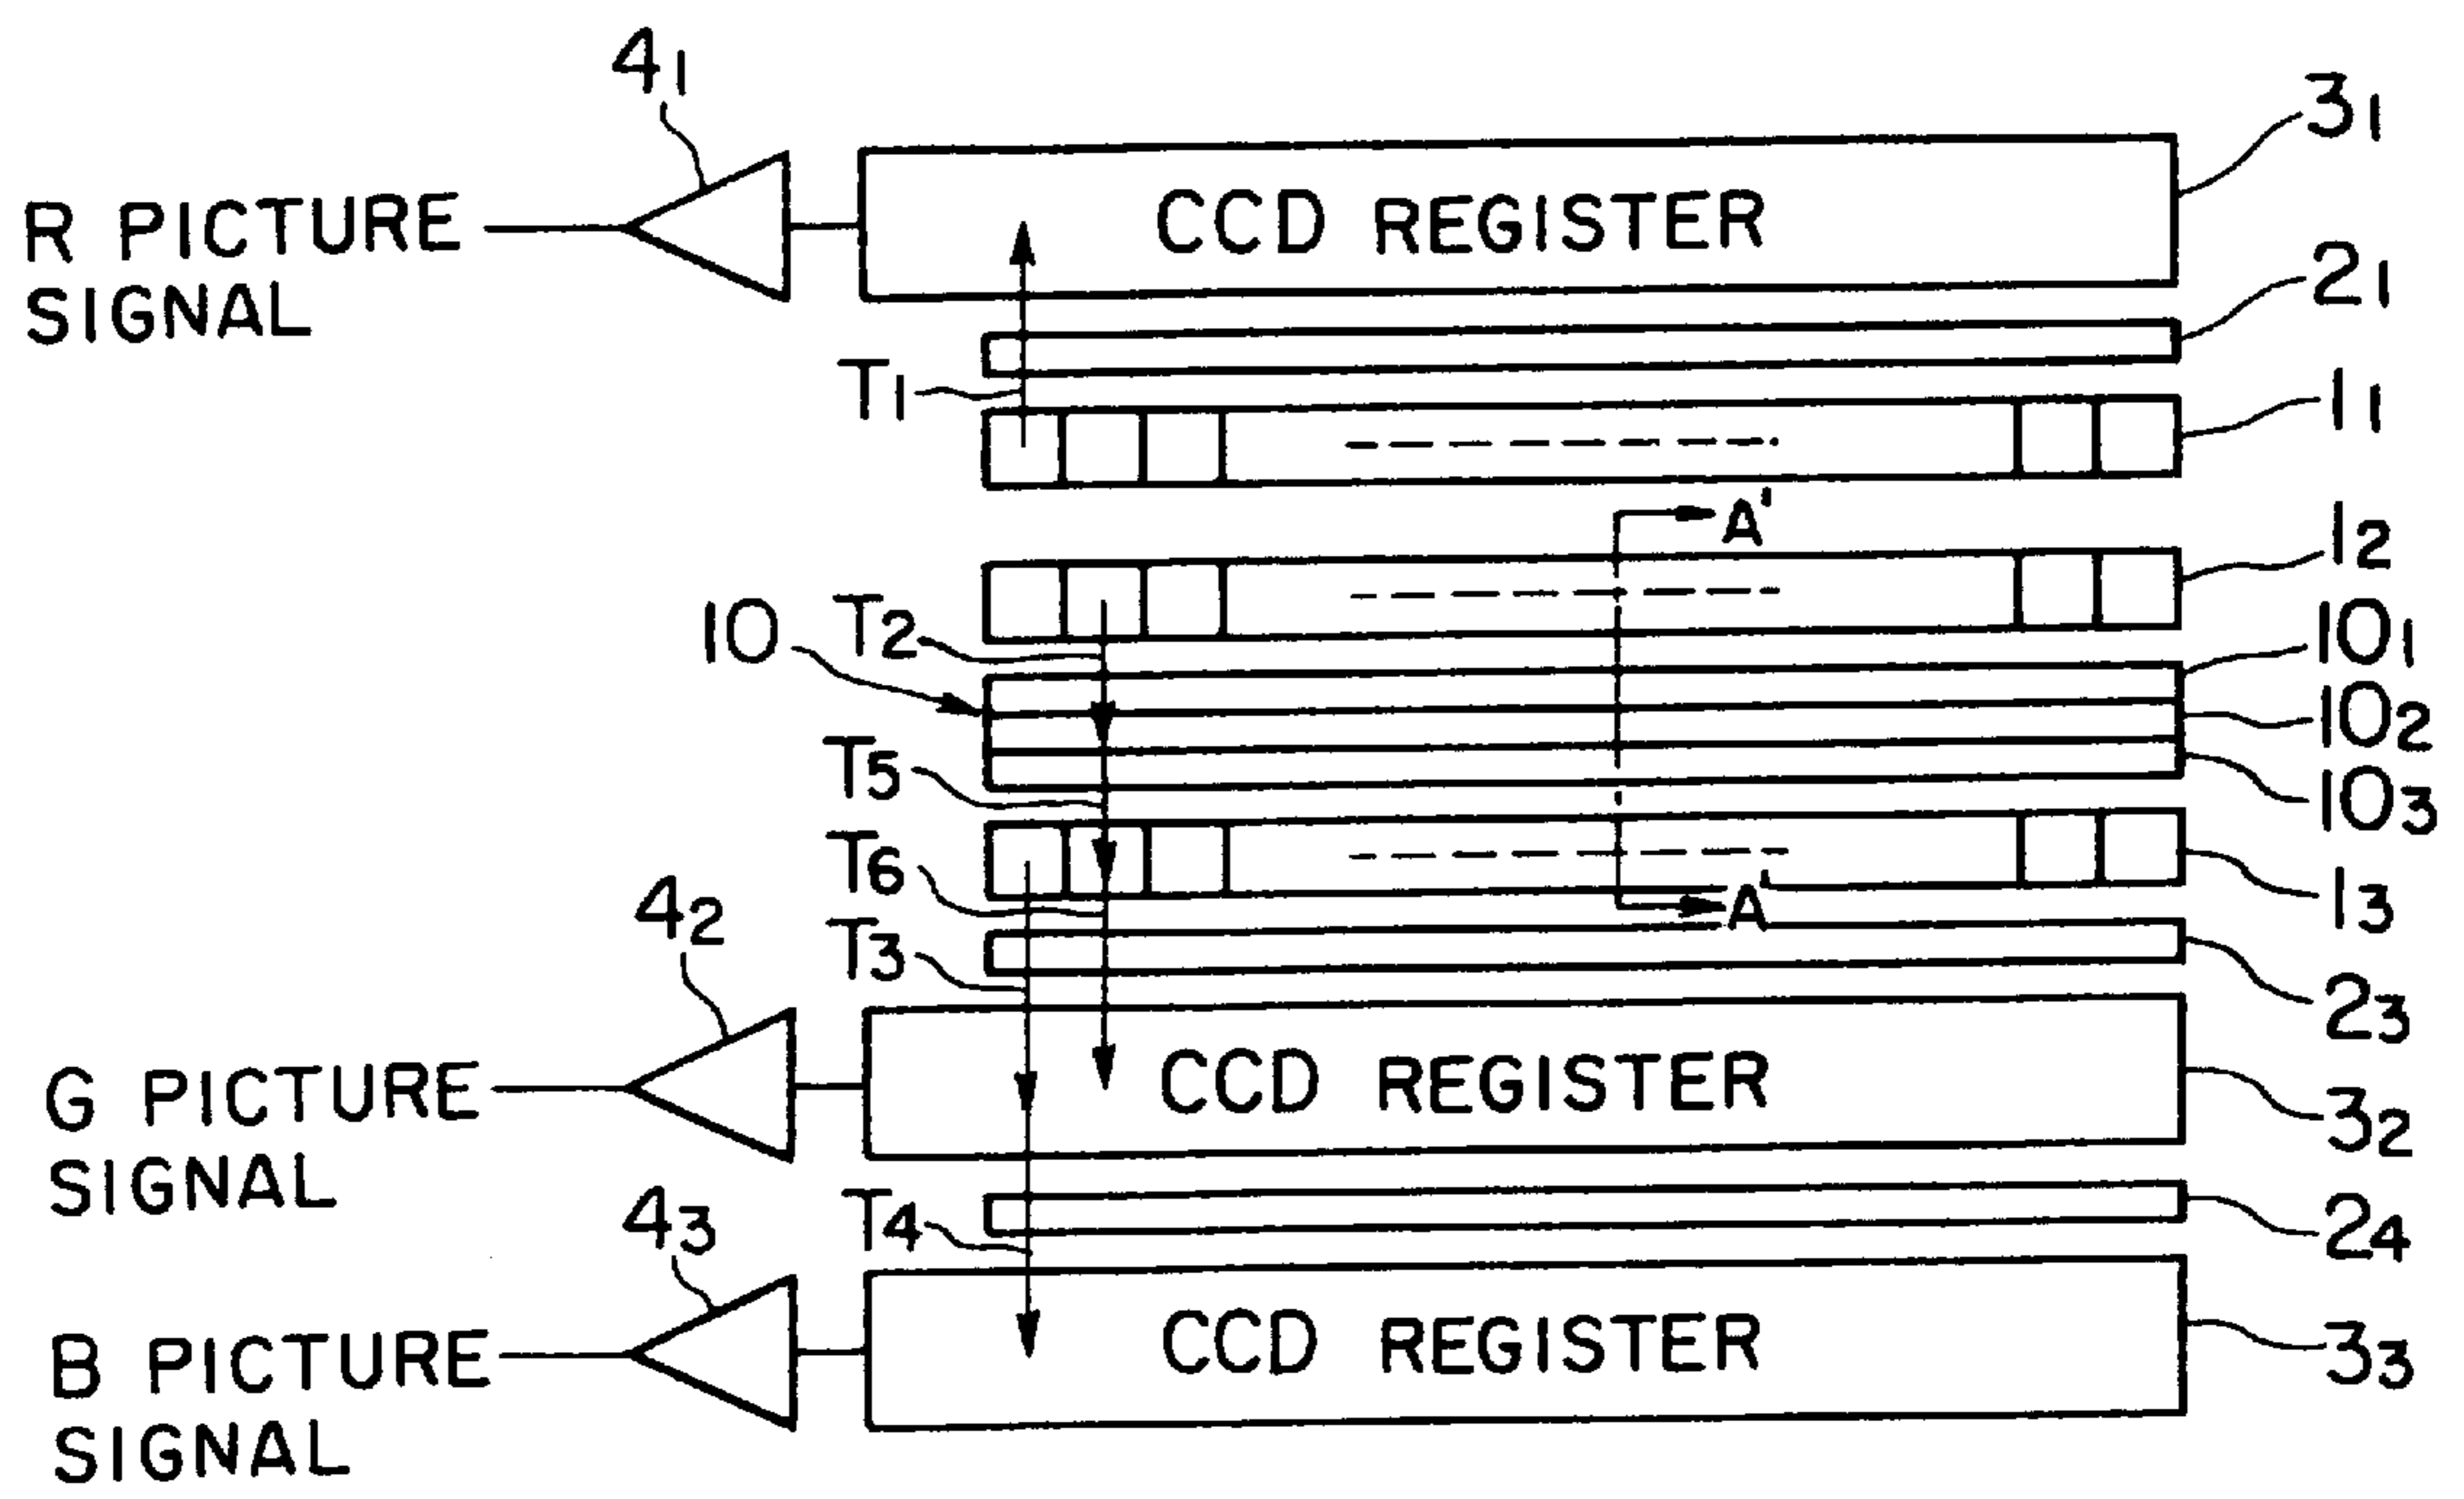 4₁
3₁
R PICTURE
SIGNAL
CCD REGISTER
2₁
T₁
1₁
A'
1₂
10
T₂
10₁
10₂
T₅
10₃
T₆
4₂
A
1₃
T₃
2₃
G PICTURE
SIGNAL
CCD REGISTER
3₂
4₃
T₄
2₄
B PICTURE
SIGNAL
CCD REGISTER
3₃